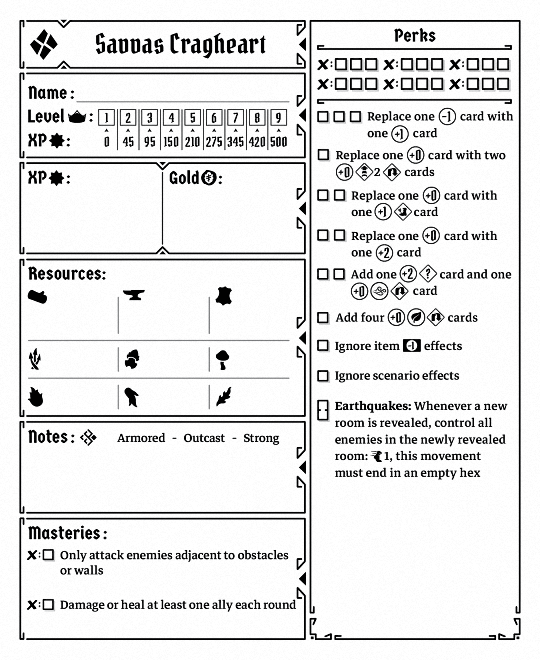 Savvas Cragheart
Name:
Level :
1 2 3 4 5 6 7 8 9
XP :
0 45 95 150 210 275 345 420 500
XP :
Gold :
Resources:
Notes:
Armored - Outcast - Strong
Masteries:
Only attack enemies adjacent to obstacles
or walls
Damage or heal at least one ally each round
Perks
Replace one -1 card with
one +1 card
Replace one +0 card with two
+0 2 cards
Replace one +0 card with
one +1 card
Replace one +0 card with
one +2 card
Add one +2 ? card and one
+0 card
Add four +0 cards
Ignore item -1 effects
Ignore scenario effects
Earthquakes: Whenever a new
room is revealed, control all
enemies in the newly revealed
room: 1, this movement
must end in an empty hex